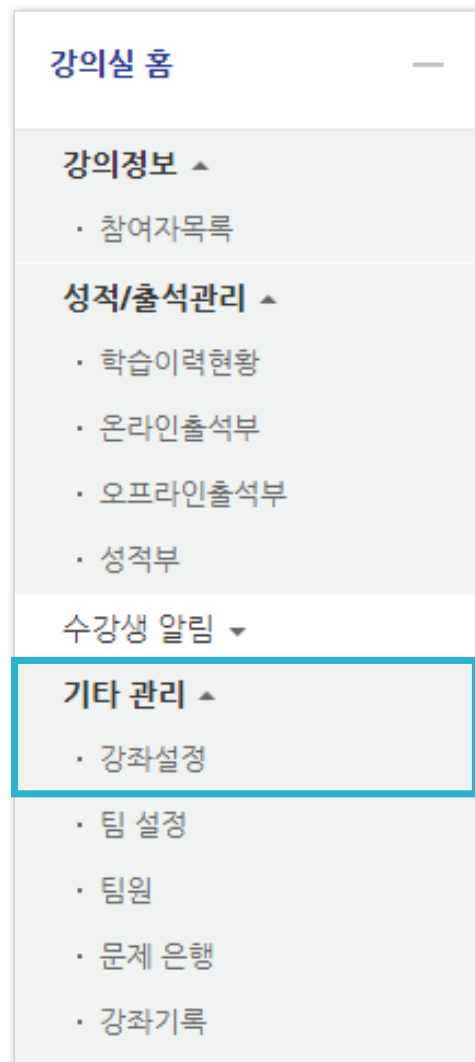 강의실 홈
강의정보
참여자목록
성적/출석관리
학습이력현황
온라인출석부
오프라인출석부
성적부
수강생 알림
기타 관리
강좌설정
팀 설정
팀원
문제 은행
강좌기록